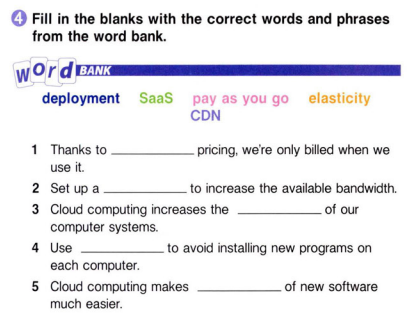 4 Fill in the blanks with the correct words and phrases
from the word bank.
word BANK
deployment SaaS pay as you go elasticity
CDN
1 Thanks to ____________ pricing, we're only billed when we
use it.
2 Set up a ____________ to increase the available bandwidth.
3 Cloud computing increases the ____________ of our
computer systems.
4 Use ____________ to avoid installing new programs on
each computer.
5 Cloud computing makes ____________ of new software
much easier.